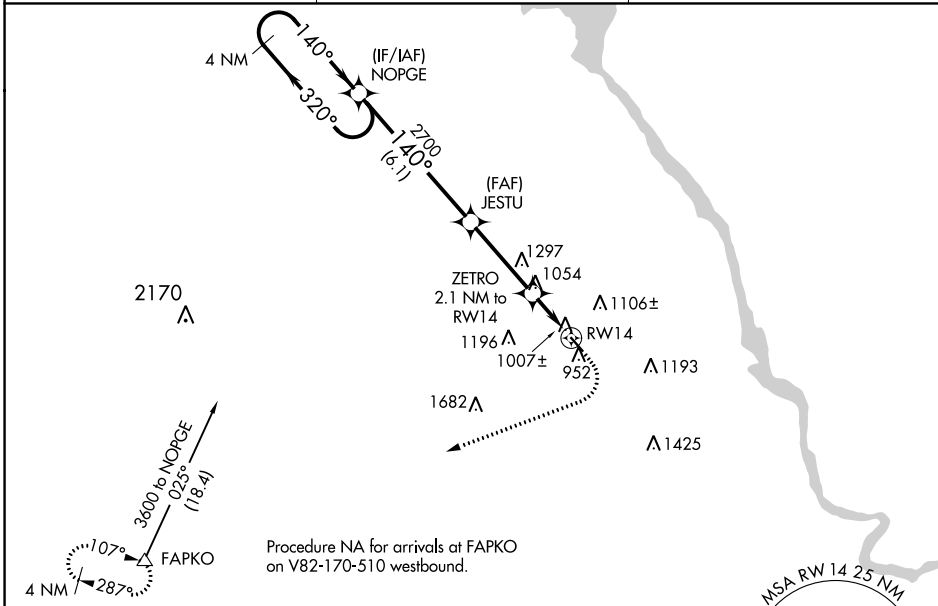 140°
4 NM
320°
(IF/IAF)
NOPGE
2700
140°
(6.1)
(FAF)
JESTU
1297
1054
ZETRO
2.1 NM to
RW14
1106±
RW14
1196
1007±
952
1193
2170
1682
1425
3600 to NOPGE
025°
(18.4)
107°
FAPKO
287°
4 NM
Procedure NA for arrivals at FAPKO
on V82-170-510 westbound.
MSA RW 14 25 NM